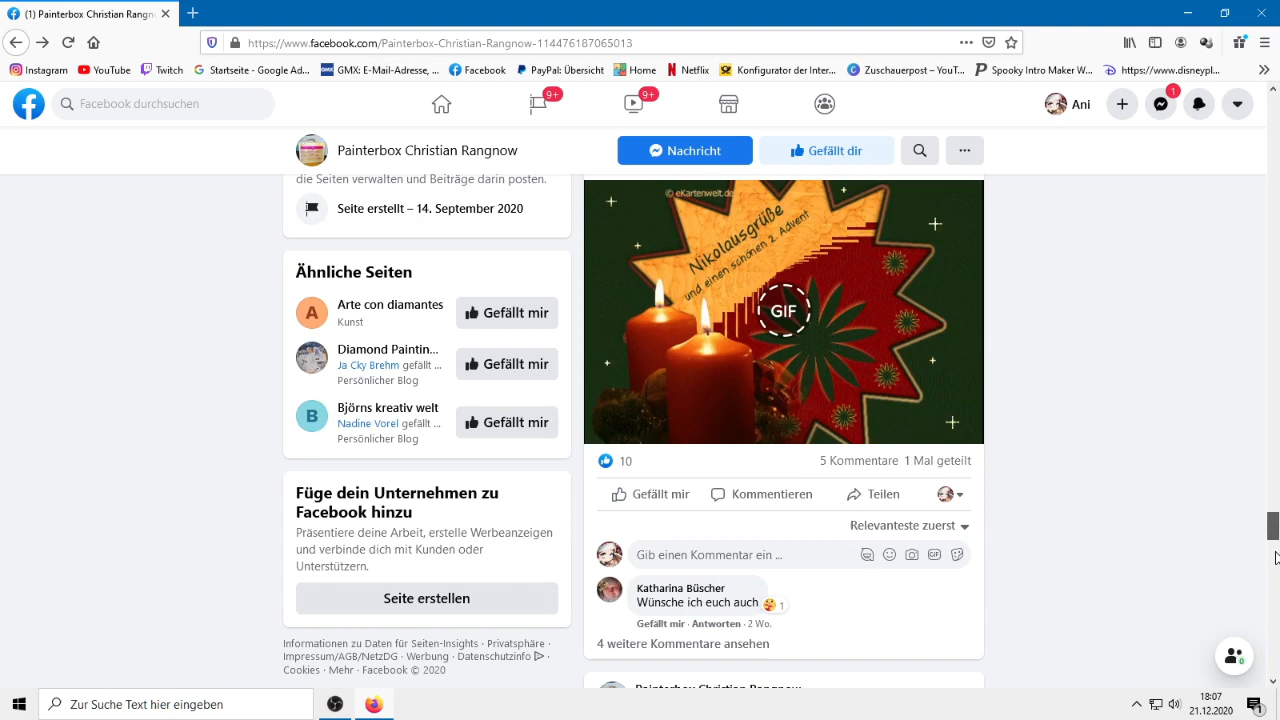 (1) Painterbox Christian Rangn
https://www.facebook.com/Painterbox-Christian-Rangnow-114476187065013
Instagram
YouTube
Twitch
Startseite - Google Ad...
GMX: E-Mail-Adresse, ...
Facebook
PayPal: Übersicht
Home
Netflix
Konfigurator der Inter...
Zuschauerpost – YouT...
Spooky Intro Maker W...
https://www.disneypl...
Facebook durchsuchen
9+
9+
Ani
1
Painterbox Christian Rangnow
Nachricht
Gefällt dir
die Seiten verwalten und Beiträge darin posten.
Seite erstellt – 14. September 2020
Ähnliche Seiten
A
Arte con diamantes
Kunst
Gefällt mir
Diamond Paintin...
Ja Cky Brehm gefällt ...
Persönlicher Blog
Gefällt mir
B
Björns kreativ welt
Nadine Vorel gefällt ...
Persönlicher Blog
Gefällt mir
Füge dein Unternehmen zu
Facebook hinzu
Präsentiere deine Arbeit, erstelle Werbeanzeigen
und verbinde dich mit Kunden oder
Unterstützern.
Seite erstellen
Informationen zu Daten für Seiten-Insights · Privatsphäre ·
Impressum/AGB/NetzDG · Werbung · Datenschutzinfo ·
Cookies · Mehr · Facebook © 2020
© eKartenwelt.de
Nikolausgrüße
und einen schönen 2. Advent
GIF
10
5 Kommentare 1 Mal geteilt
Gefällt mir
Kommentieren
Teilen
Relevanteste zuerst
Gib einen Kommentar ein ...
GIF
Katharina Büscher
Wünsche ich euch auch
1
Gefällt mir · Antworten · 2 Wo.
4 weitere Kommentare ansehen
Painterbox Christian Rangnow
0
Zur Suche Text hier eingeben
18:07
21.12.2020
1